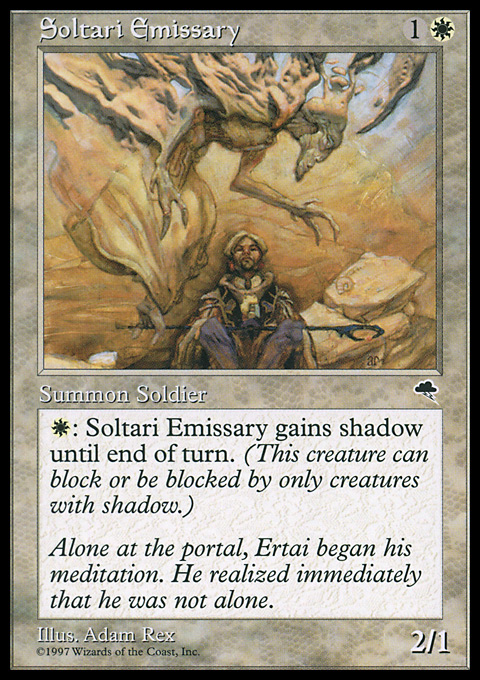 Soltari Emissary 1
Summon Soldier
: Soltari Emissary gains shadow
until end of turn. (This creature can
block or be blocked by only creatures
with shadow.)
Alone at the portal, Ertai began his
meditation. He realized immediately
that he was not alone.
Illus. Adam Rex
2/1
©1997 Wizards of the Coast, Inc.